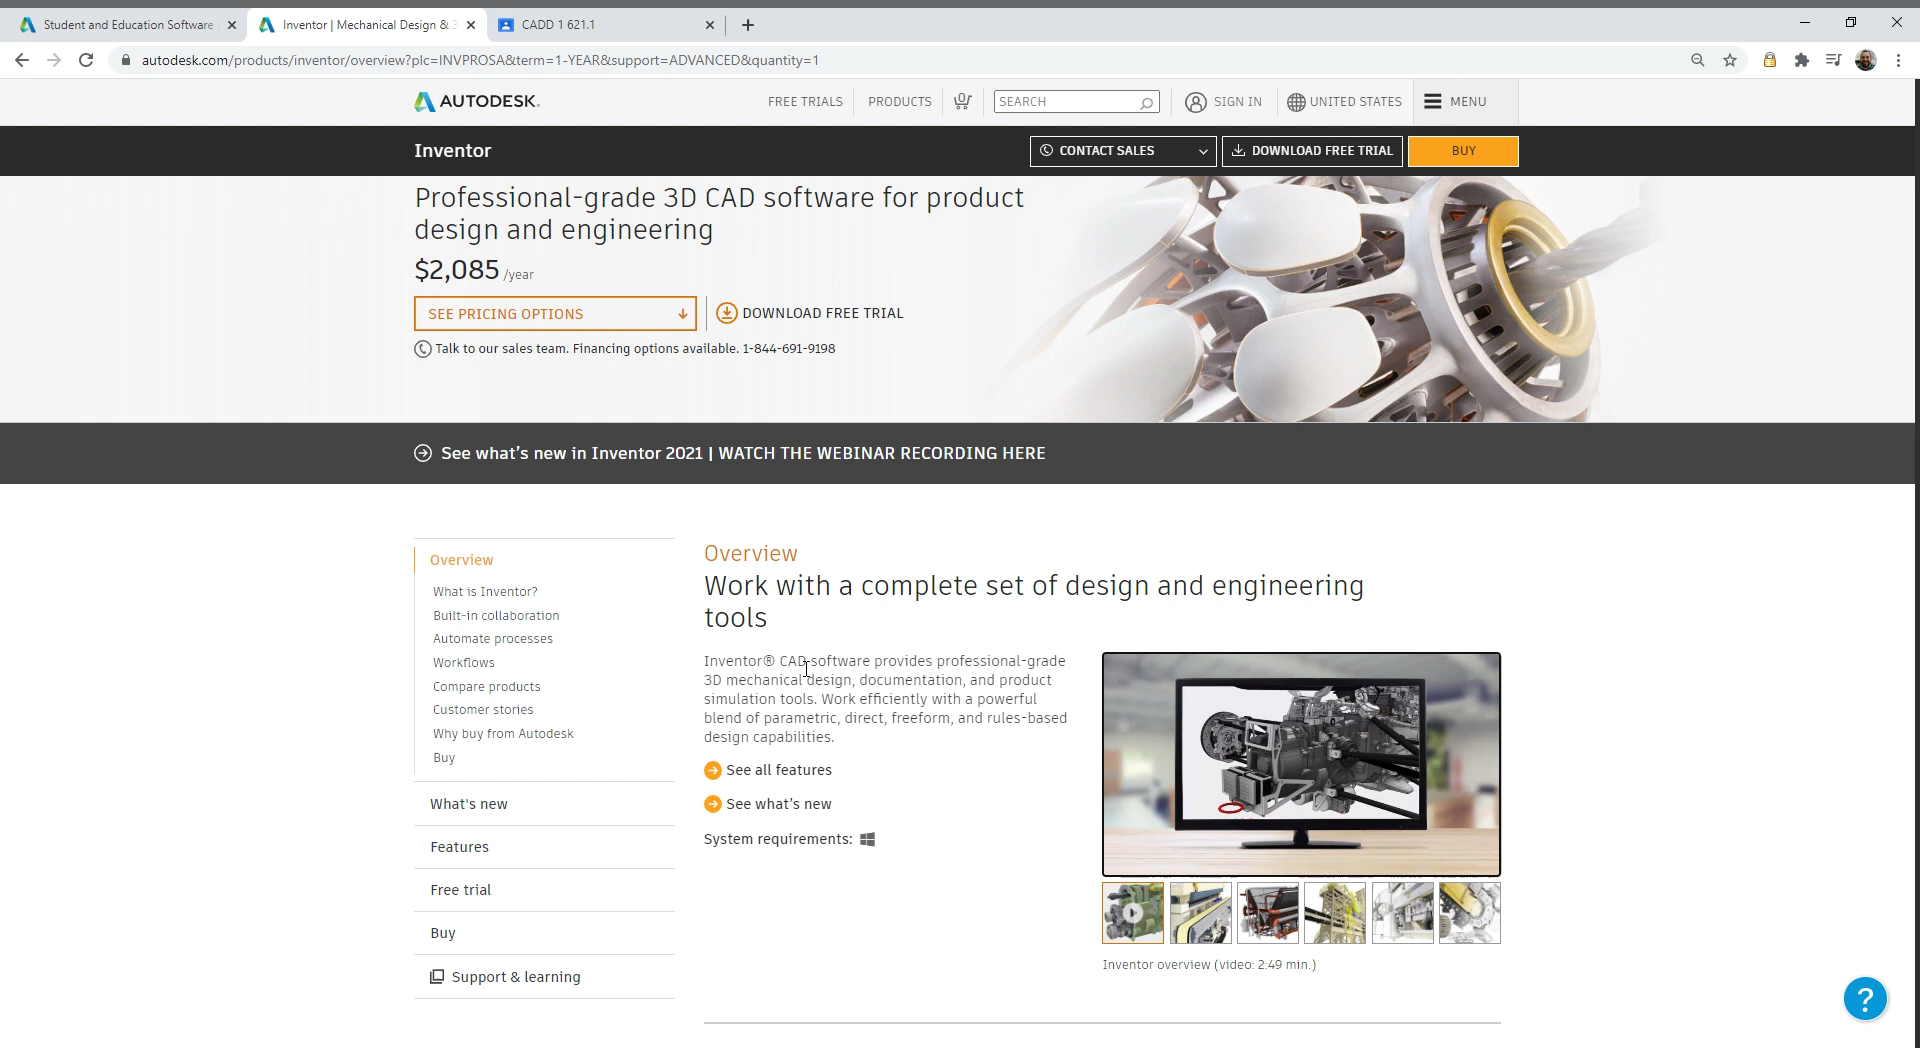 Student and Education Software
Inventor | Mechanical Design & 3
CADD 1 621.1
autodesk.com/products/inventor/overview?plc=INVPROSA&term=1-YEAR&support=ADVANCED&quantity=1
AUTODESK.
FREE TRIALS
PRODUCTS
0
SEARCH
SIGN IN
UNITED STATES
MENU
Inventor
CONTACT SALES
DOWNLOAD FREE TRIAL
BUY
Professional-grade 3D CAD software for product
design and engineering
$2,085 /year
SEE PRICING OPTIONS
DOWNLOAD FREE TRIAL
Talk to our sales team. Financing options available. 1-844-691-9198
See what's new in Inventor 2021 | WATCH THE WEBINAR RECORDING HERE
Overview
What is Inventor?
Built-in collaboration
Automate processes
Workflows
Compare products
Customer stories
Why buy from Autodesk
Buy
What's new
Features
Free trial
Buy
Support & learning
Overview
Work with a complete set of design and engineering
tools
Inventor® CAD software provides professional-grade
3D mechanical design, documentation, and product
simulation tools. Work efficiently with a powerful
blend of parametric, direct, freeform, and rules-based
design capabilities.
See all features
See what's new
System requirements:
Inventor overview (video: 2:49 min.)
?